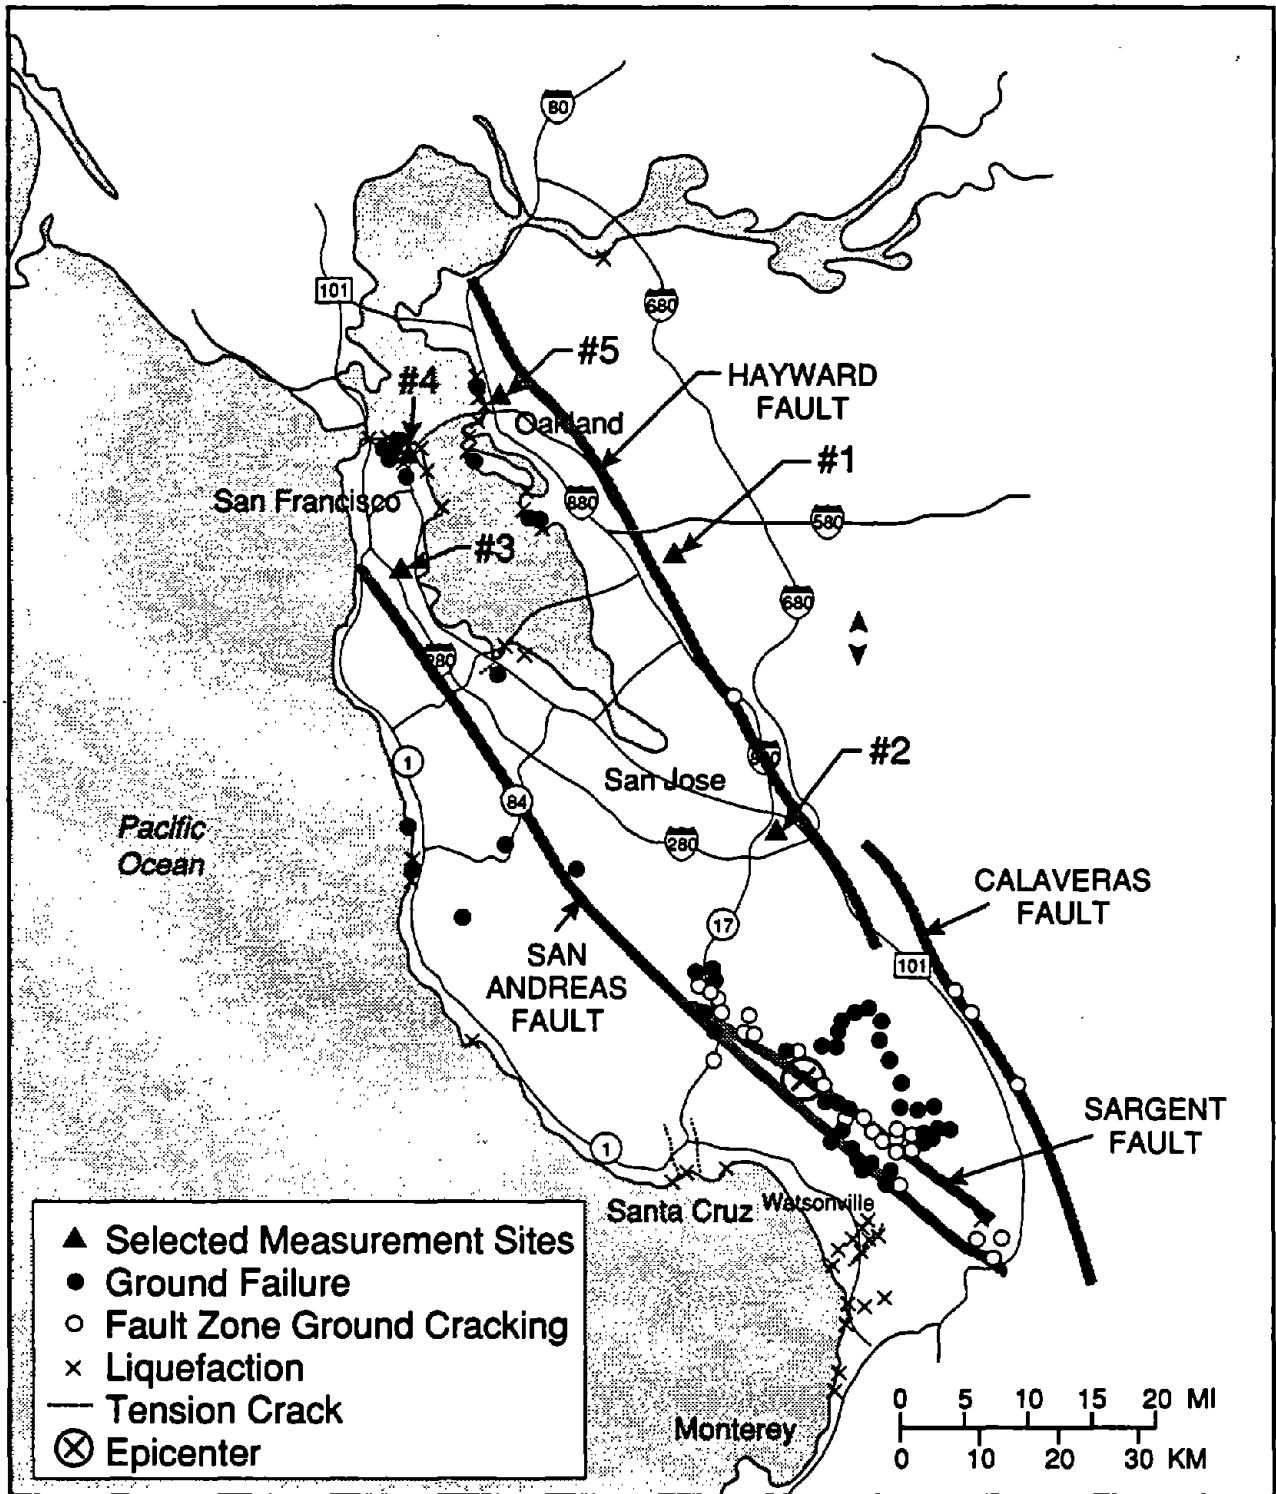 80
101
680
#5
#4
HAYWARD
FAULT
Oakland
#1
San Francisco
880
580
#3
680
280
#2
1
San Jose
84
Pacific
Ocean
280
CALAVERAS
FAULT
17
SAN
ANDREAS
FAULT
101
SARGENT
FAULT
1
Santa Cruz
Watsonville
Selected Measurement Sites
Ground Failure
Fault Zone Ground Cracking
Liquefaction
Tension Crack
Epicenter
Monterey
0 5 10 15 20 MI
0 10 20 30 KM